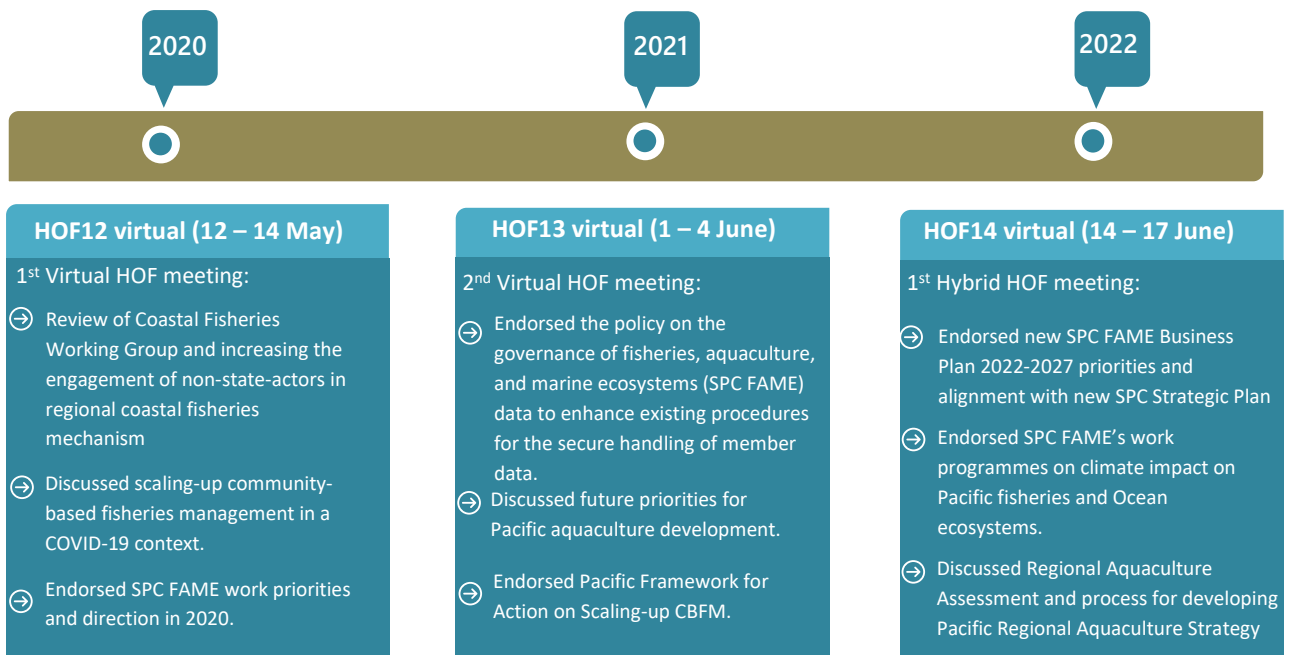 2020
2021
2022
HOF12 virtual (12 – 14 May)
1st Virtual HOF meeting:
Review of Coastal Fisheries
Working Group and increasing the
engagement of non-state-actors in
regional coastal fisheries
mechanism
Discussed scaling-up community-
based fisheries management in a
COVID-19 context.
Endorsed SPC FAME work priorities
and direction in 2020.
HOF13 virtual (1 – 4 June)
2nd Virtual HOF meeting:
Endorsed the policy on the
governance of fisheries, aquaculture,
and marine ecosystems (SPC FAME)
data to enhance existing procedures
for the secure handling of member
data.
Discussed future priorities for
Pacific aquaculture development.
Endorsed Pacific Framework for
Action on Scaling-up CBFM.
HOF14 virtual (14 – 17 June)
1st Hybrid HOF meeting:
Endorsed new SPC FAME Business
Plan 2022-2027 priorities and
alignment with new SPC Strategic Plan
Endorsed SPC FAME’s work
programmes on climate impact on
Pacific fisheries and Ocean
ecosystems.
Discussed Regional Aquaculture
Assessment and process for developing
Pacific Regional Aquaculture Strategy